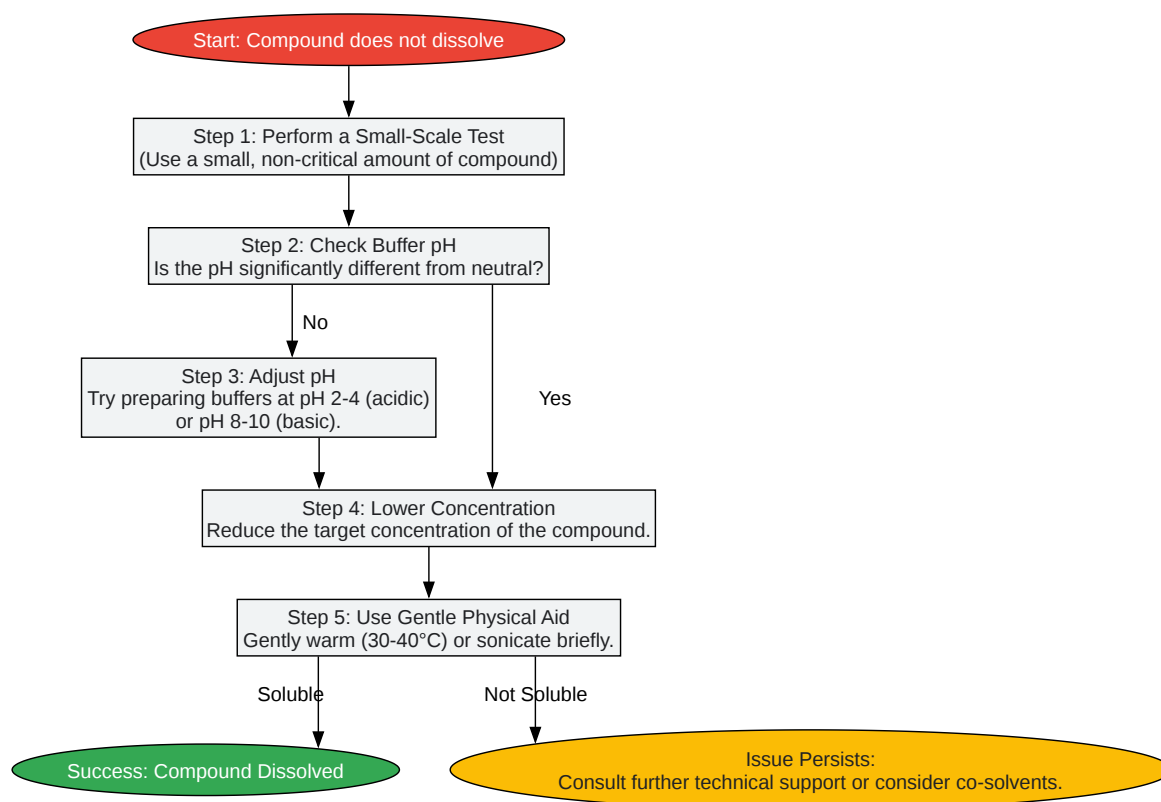 Start: Compound does not dissolve
Step 1: Perform a Small-Scale Test
(Use a small, non-critical amount of compound)
Step 2: Check Buffer pH
Is the pH significantly different from neutral?
No
Step 3: Adjust pH
Try preparing buffers at pH 2-4 (acidic)
or pH 8-10 (basic).
Yes
Step 4: Lower Concentration
Reduce the target concentration of the compound.
Step 5: Use Gentle Physical Aid
Gently warm (30-40°C) or sonicate briefly.
Soluble
Not Soluble
Success: Compound Dissolved
Issue Persists:
Consult further technical support or consider co-solvents.